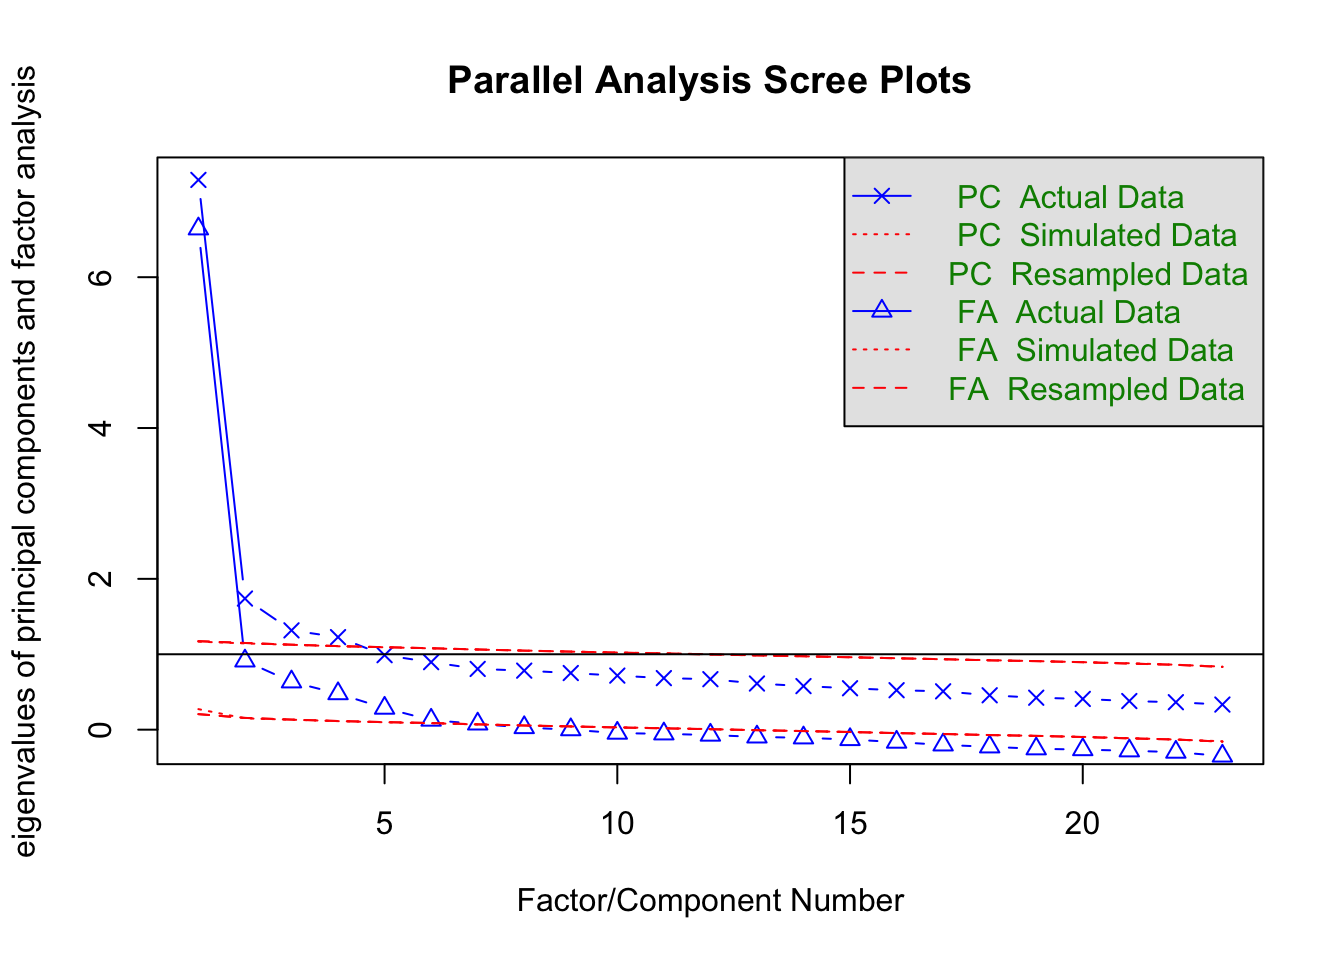 Parallel Analysis Scree Plots
eigenvalues of principal components and factor analysis
PC Actual Data
PC Simulated Data
PC Resampled Data
FA Actual Data
FA Simulated Data
FA Resampled Data
6
4
2
0
5 10 15 20
Factor/Component Number